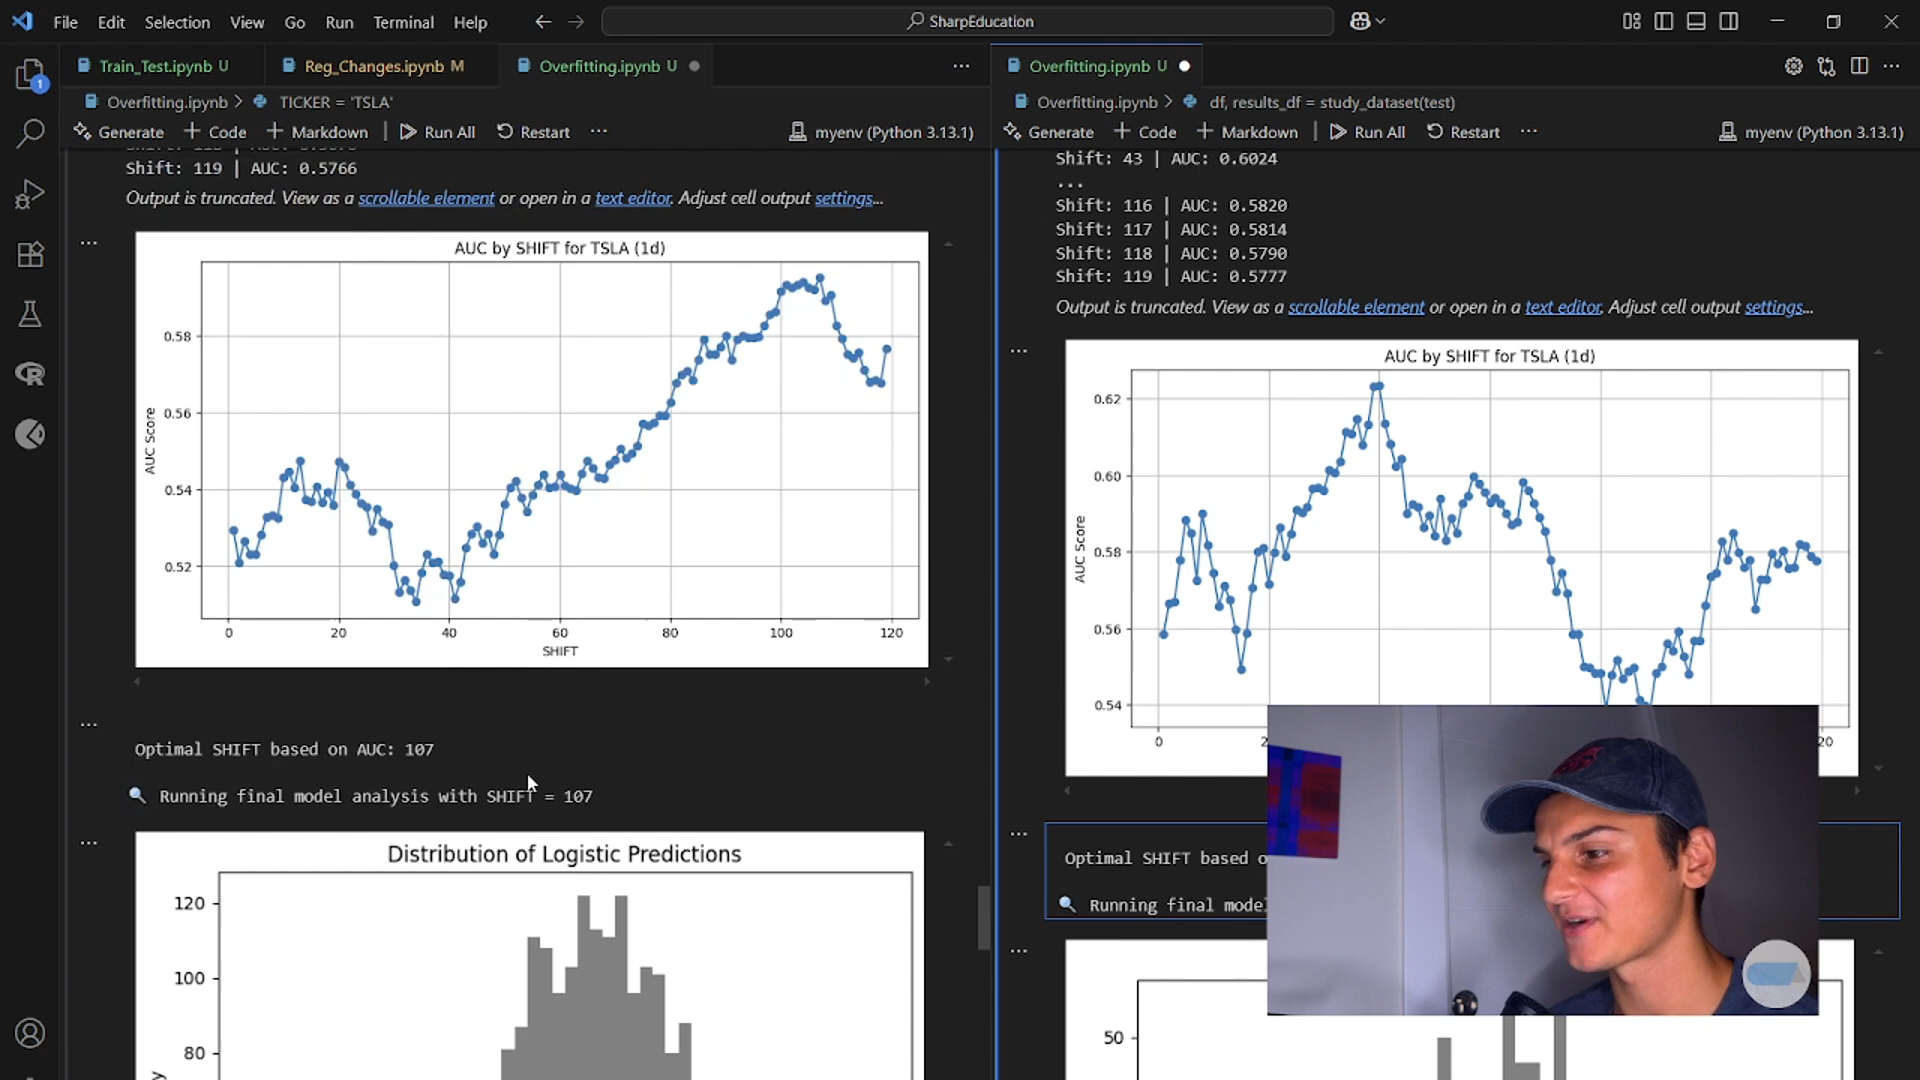 File Edit Selection View Go Run Terminal Help
SharpEducation
1
Train_Test.ipynb U
Reg_Changes.ipynb M
Overfitting.ipynb U
Overfitting.ipynb > TICKER = 'TSLA'
Generate + Code + Markdown | Run All Restart ... myenv (Python 3.13.1)
Shift: 119 | AUC: 0.5766
Output is truncated. View as a scrollable element or open in a text editor. Adjust cell output settings...
AUC by SHIFT for TSLA (1d)
AUC Score
0.58
0.56
0.54
0.52
0 20 40 60 80 100 120
SHIFT
Optimal SHIFT based on AUC: 107
Running final model analysis with SHIFT = 107
Distribution of Logistic Predictions
120
100
80
Overfitting.ipynb U
Overfitting.ipynb > df, results_df = study_dataset(test)
Generate + Code + Markdown | Run All Restart ... myenv (Python 3.13.1)
Shift: 43 | AUC: 0.6024
...
Shift: 116 | AUC: 0.5820
Shift: 117 | AUC: 0.5814
Shift: 118 | AUC: 0.5790
Shift: 119 | AUC: 0.5777
Output is truncated. View as a scrollable element or open in a text editor. Adjust cell output settings...
AUC by SHIFT for TSLA (1d)
AUC Score
0.62
0.60
0.58
0.56
0.54
0 2 20
Optimal SHIFT based o
Running final model
50